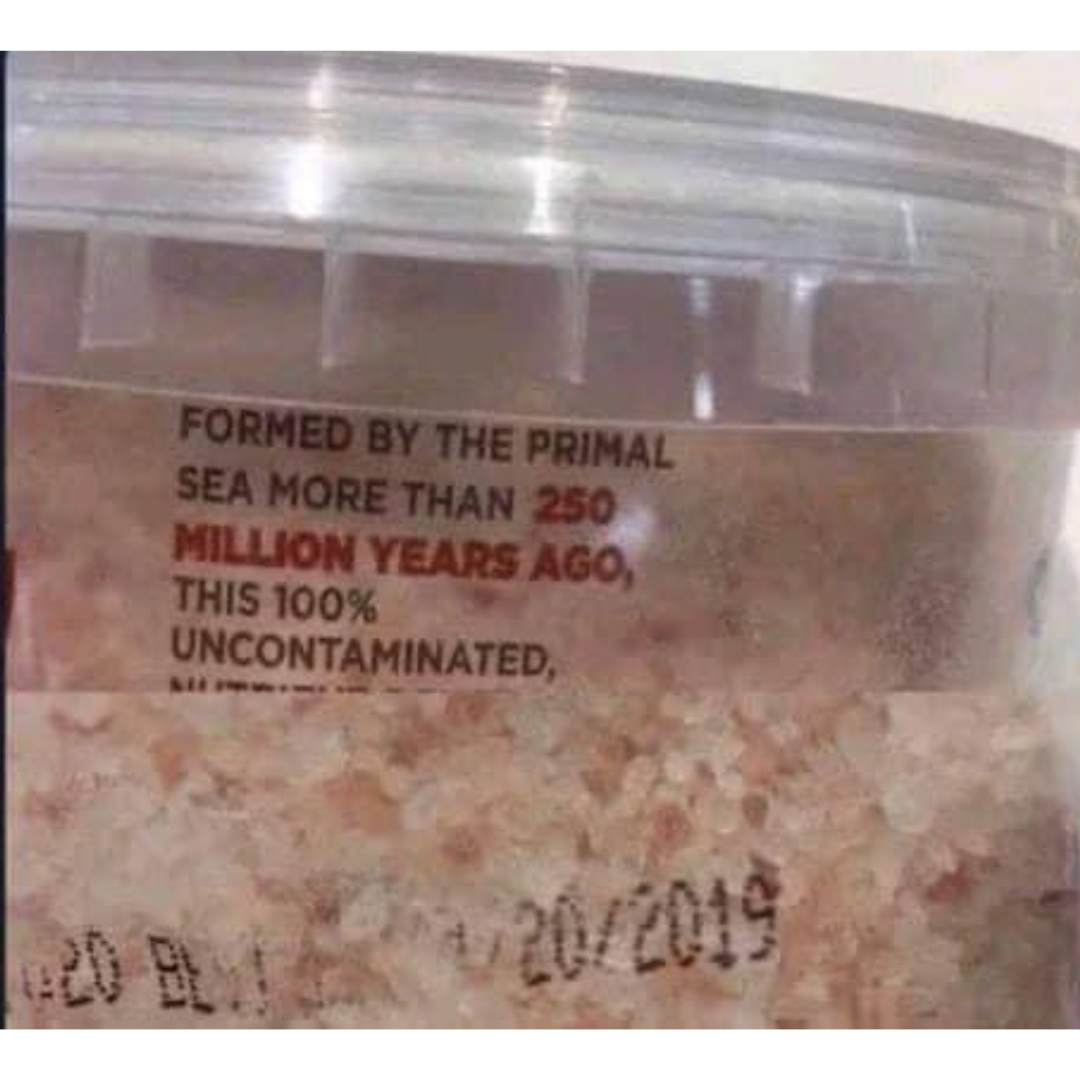 FORMED BY THE PRIMAL
SEA MORE THAN 250
MILLION YEARS AGO,
THIS 100%
UNCONTAMINATED,
20/2019